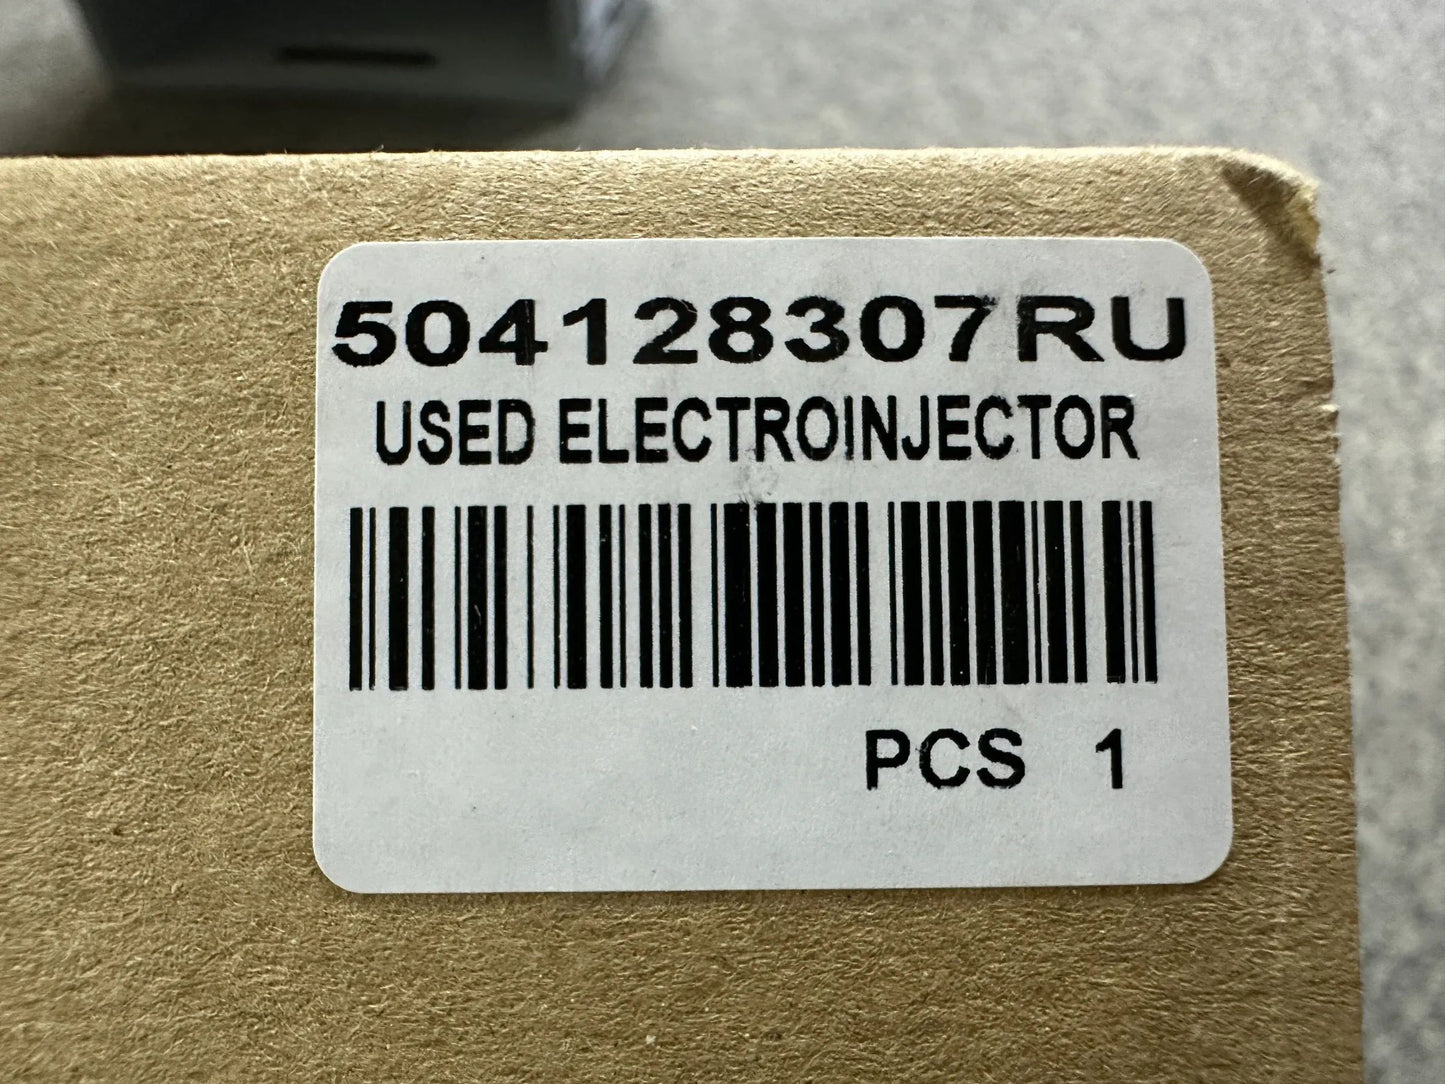 504128307RU
USED ELECTROINJECTOR
PCS 1